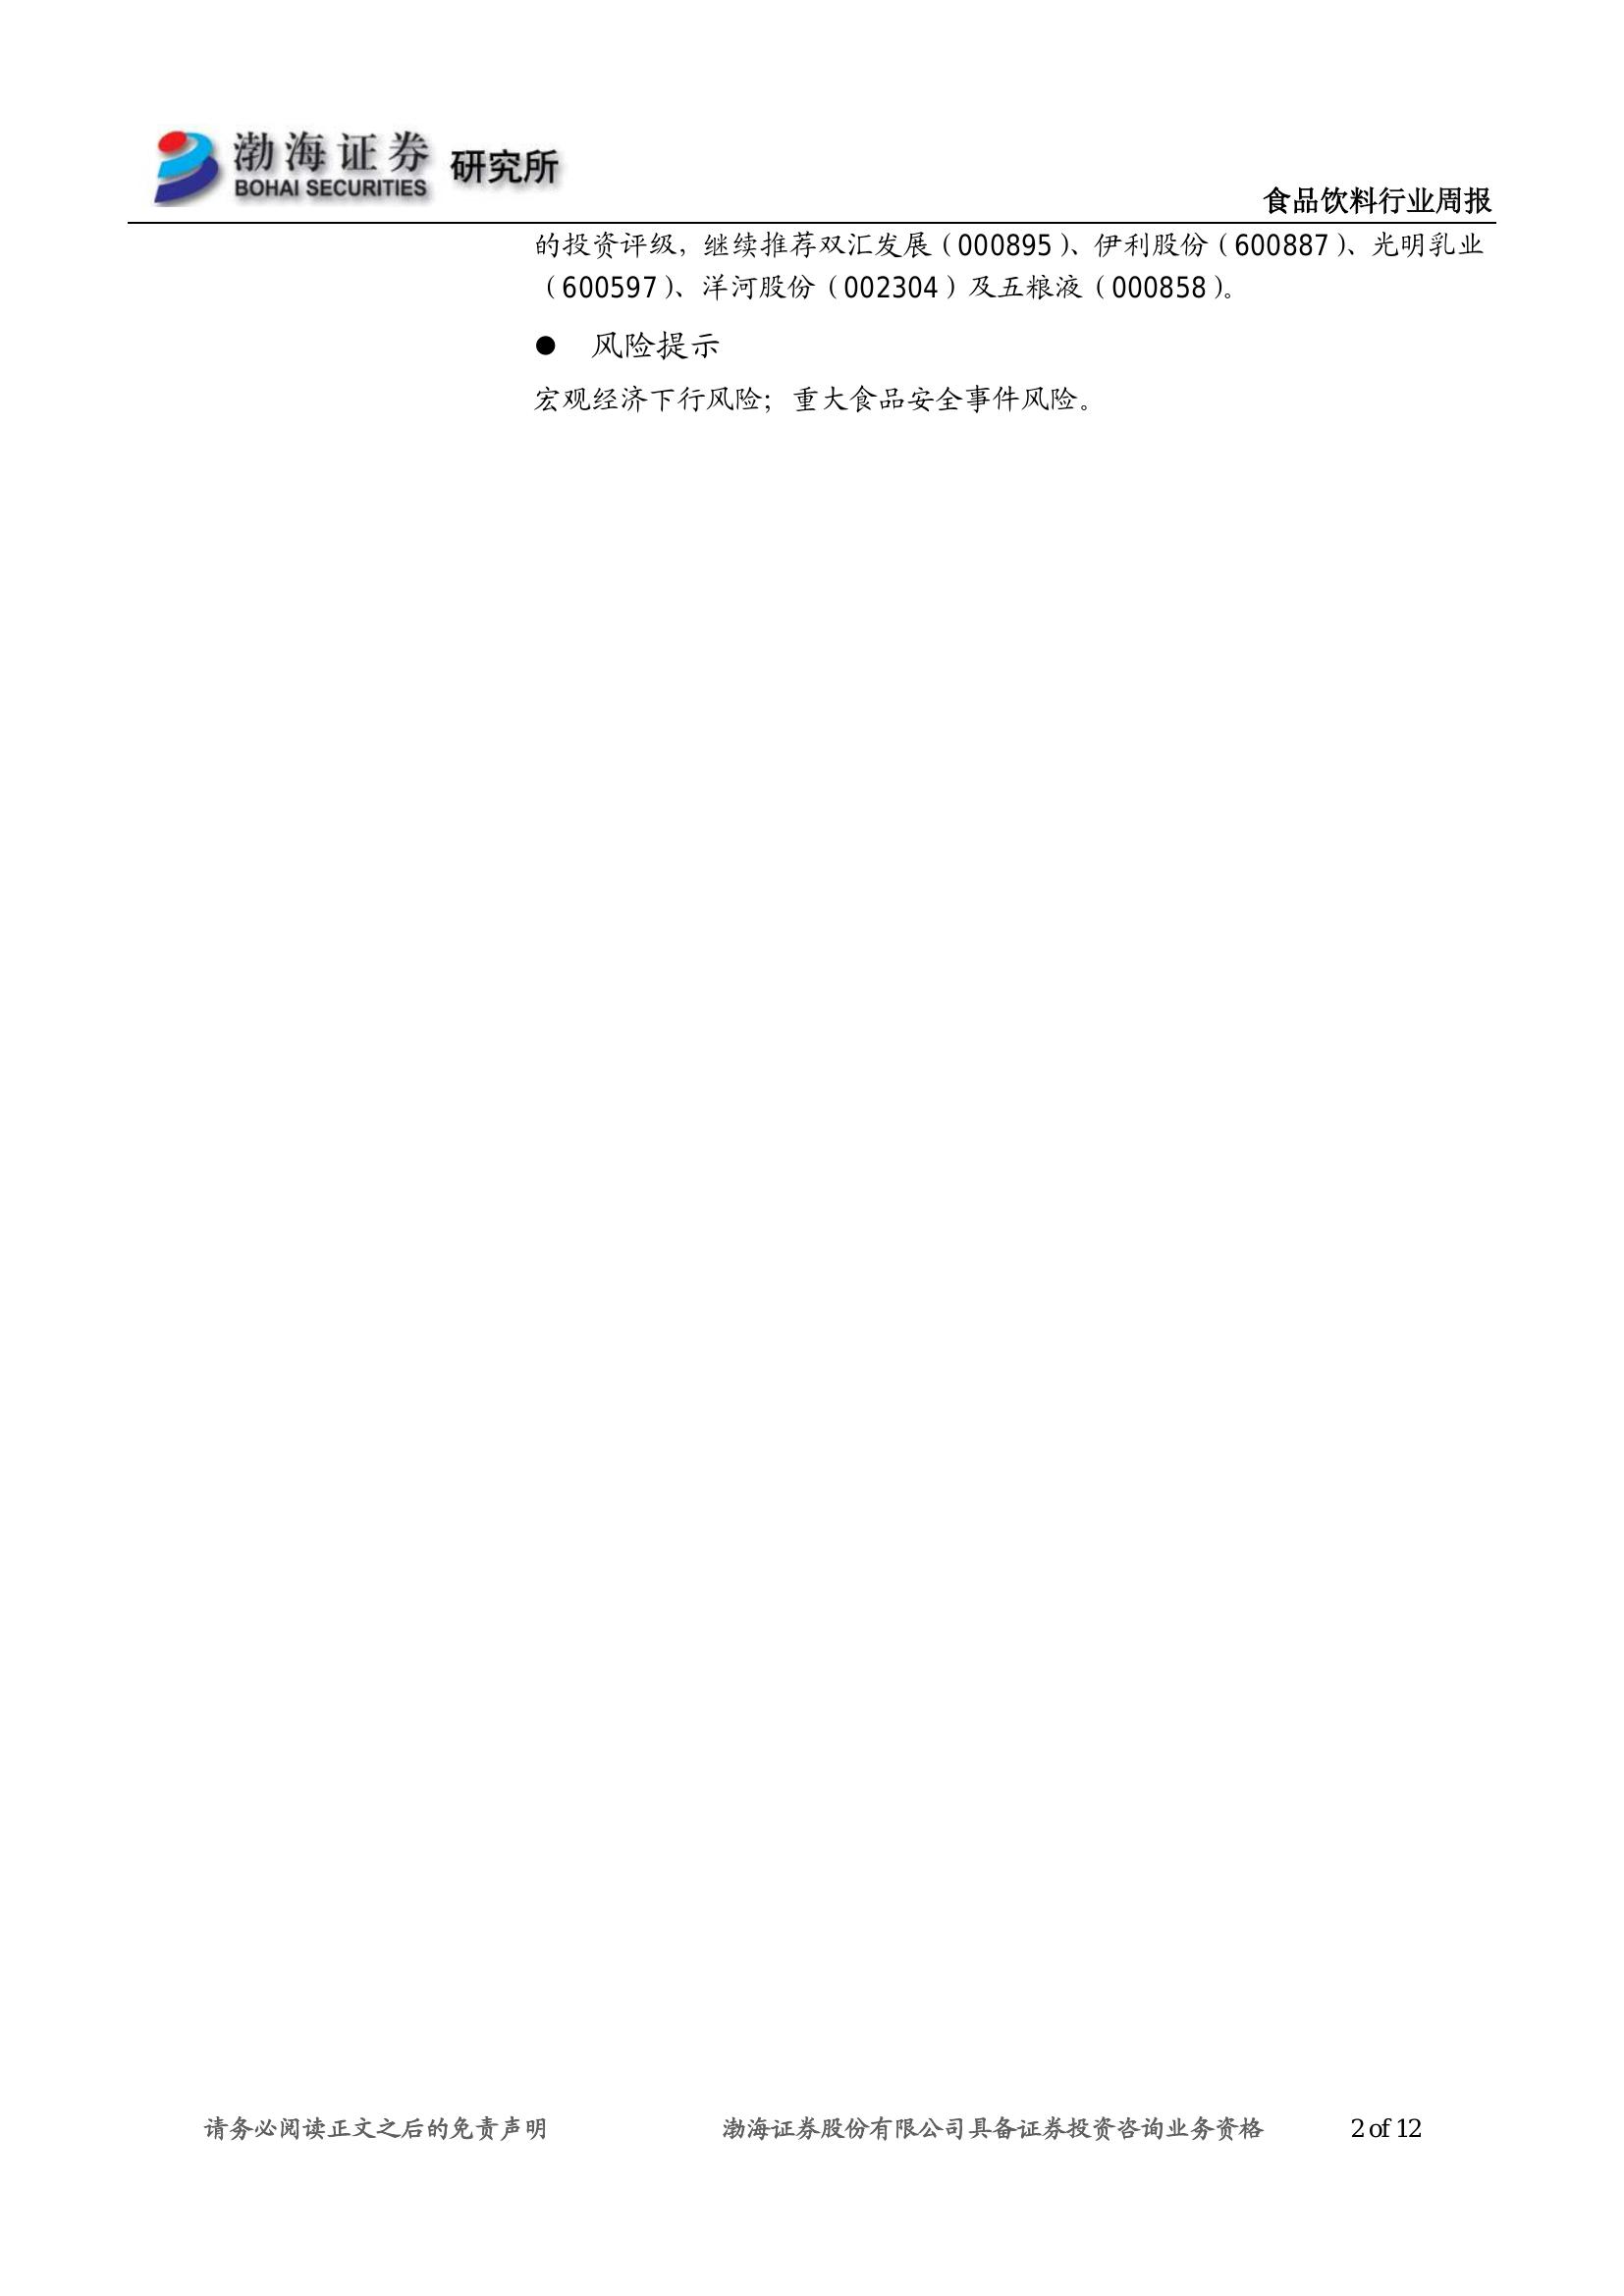 渤海证券 研究所
BOHAI SECURITIES
食品饮料行业周报
的投资评级，继续推荐双汇发展（000895）、伊利股份（600887）、光明乳业
（600597）、洋河股份（002304）及五粮液（000858）。
● 风险提示
宏观经济下行风险；重大食品安全事件风险。
请务必阅读正文之后的免责声明 渤海证券股份有限公司具备证券投资咨询业务资格 2 of 12